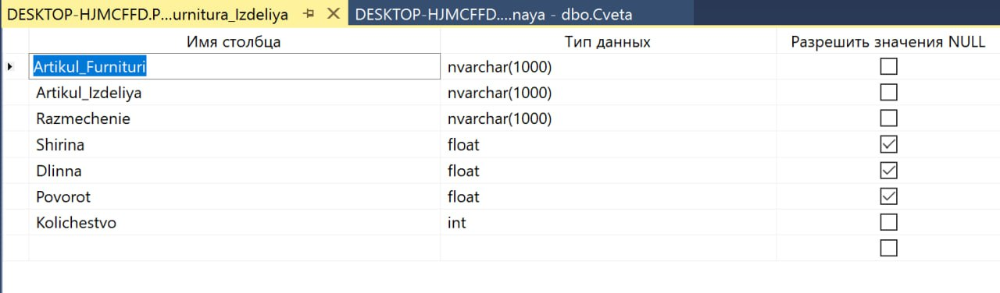 DESKTOP-HJMCFFD.P...urnitura_Izdeliya DESKTOP-HJMCFFD....naya - dbo.Cveta
Имя столбца Тип данных Разрешить значения NULL
Artikul_Furnituri nvarchar(1000)
Artikul_Izdeliya nvarchar(1000)
Razmechenie nvarchar(1000)
Shirina float
Dlinna float
Povorot float
Kolichestvo int